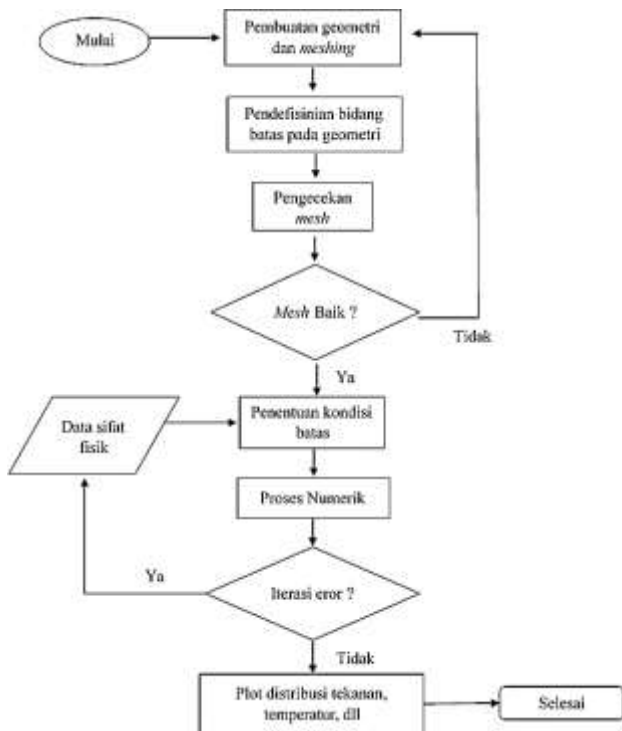 Mulai
Pembuatan geometri
dan meshing
Pendefisinian bidang
batas pada geometri
Pengecekan
mesh
Mesh Baik ?
Tidak
Ya
Data sifat
fisik
Penentuan kondisi
batas
Proses Numerik
Ya
Iterasi eror ?
Tidak
Plot distribusi tekanan,
temperatur, dll
Selesai